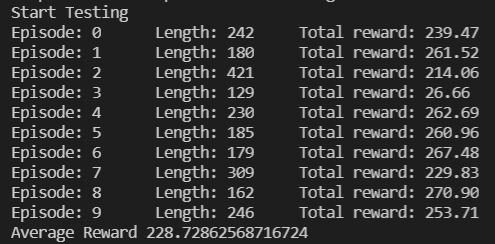 Start Testing
Episode: 0 Length: 242 Total reward: 239.47
Episode: 1 Length: 180 Total reward: 261.52
Episode: 2 Length: 421 Total reward: 214.06
Episode: 3 Length: 129 Total reward: 26.66
Episode: 4 Length: 230 Total reward: 262.69
Episode: 5 Length: 185 Total reward: 260.96
Episode: 6 Length: 179 Total reward: 267.48
Episode: 7 Length: 309 Total reward: 229.83
Episode: 8 Length: 162 Total reward: 270.90
Episode: 9 Length: 246 Total reward: 253.71
Average Reward 228.72862568716724